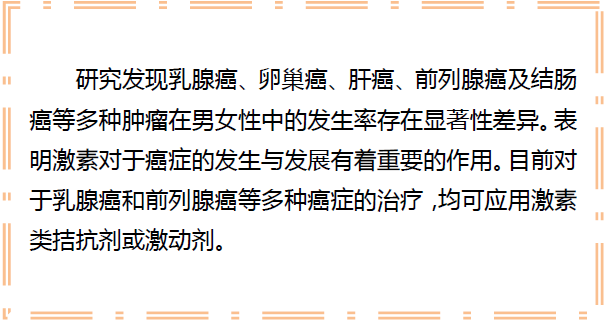 研究发现乳腺癌、卵巢癌、肝癌、前列腺癌及结肠
癌等多种肿瘤在男女性中的发生率存在显著性差异。表
明激素对于癌症的发生与发展有着重要的作用。目前对
于乳腺癌和前列腺癌等多种癌症的治疗,均可应用激素
类拮抗剂或激动剂。